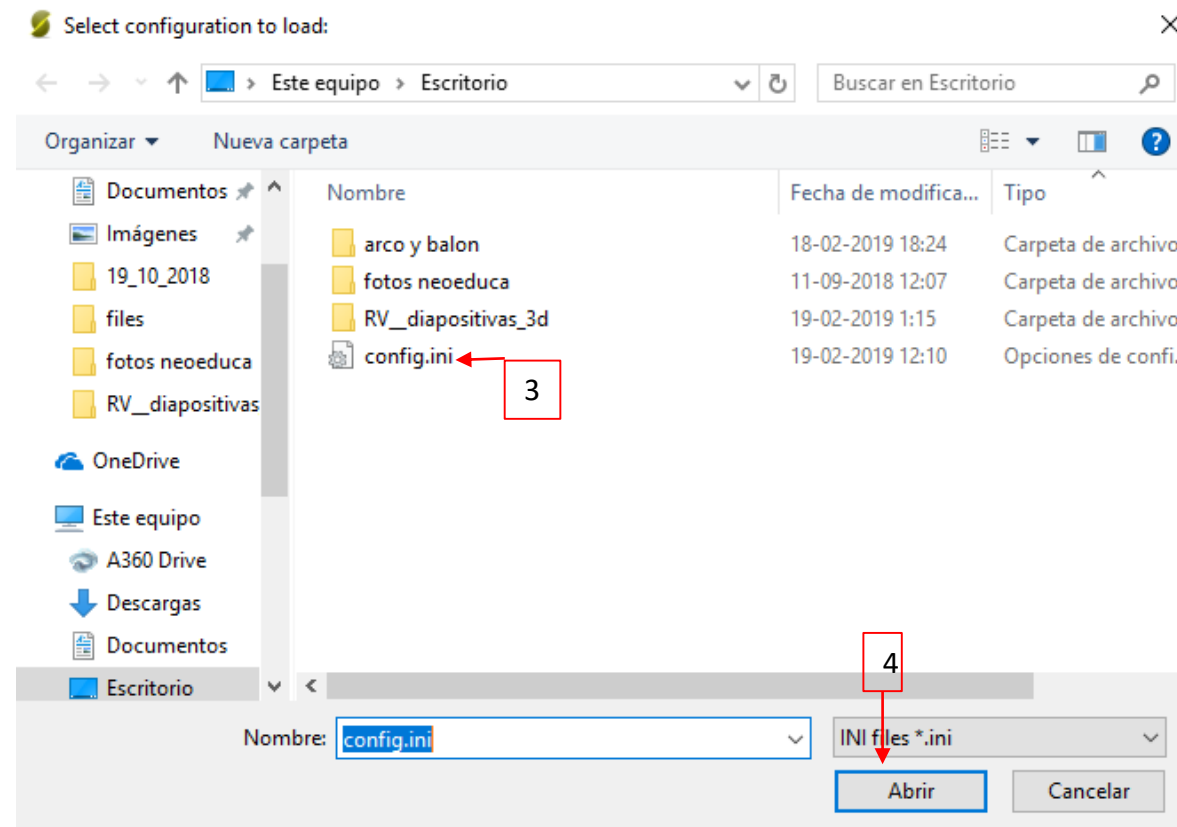 Select configuration to load:
Este equipo > Escritorio
Buscar en Escritorio
Organizar
Nueva carpeta
Documentos
Imágenes
19_10_2018
files
fotos neoeduca
RV__diapositivas
OneDrive
Este equipo
A360 Drive
Descargas
Documentos
Escritorio
Nombre Fecha de modifica... Tipo
arco y balon 18-02-2019 18:24 Carpeta de archivo
fotos neoeduca 11-09-2018 12:07 Carpeta de archivo
RV__diapositivas_3d 19-02-2019 1:15 Carpeta de archivo
config.ini 19-02-2019 12:10 Opciones de confi.
3
4
Nombre: config.ini
INI files *.ini
Abrir
Cancelar